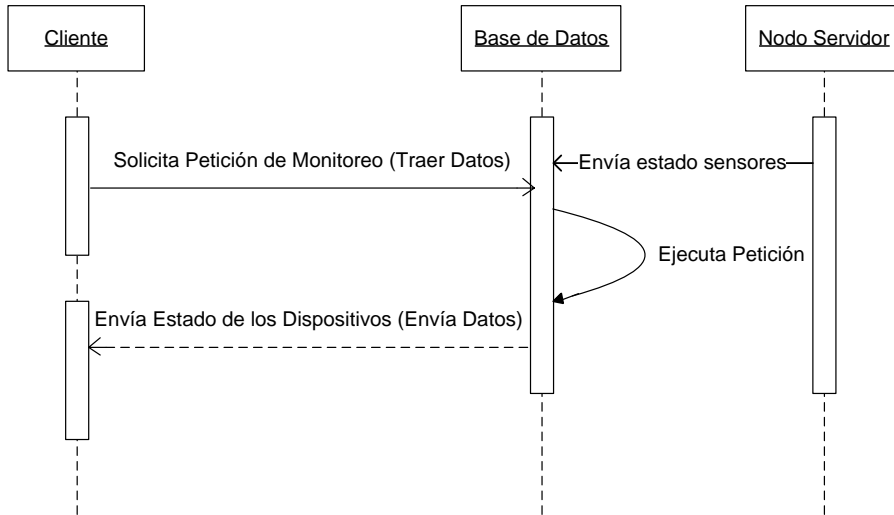 Cliente
Base de Datos
Nodo Servidor
Solicita Petición de Monitoreo (Traer Datos)
Envía estado sensores
Ejecuta Petición
Envía Estado de los Dispositivos (Envía Datos)